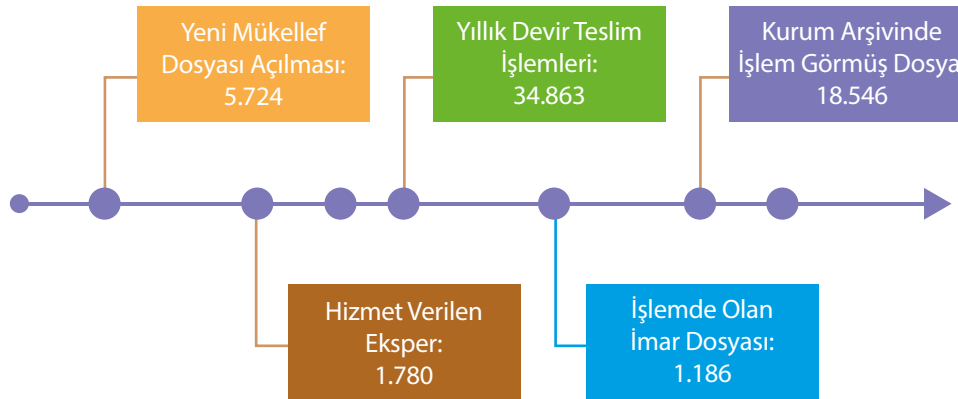 Yeni Mükellef
Dosyası Açılması:
5.724
Yıllık Devir Teslim
İşlemleri:
34.863
Kurum Arşivinde
İşlem Görmüş Dosya
18.546
Hizmet Verilen
Eksper:
1.780
İşlemde Olan
İmar Dosyası:
1.186